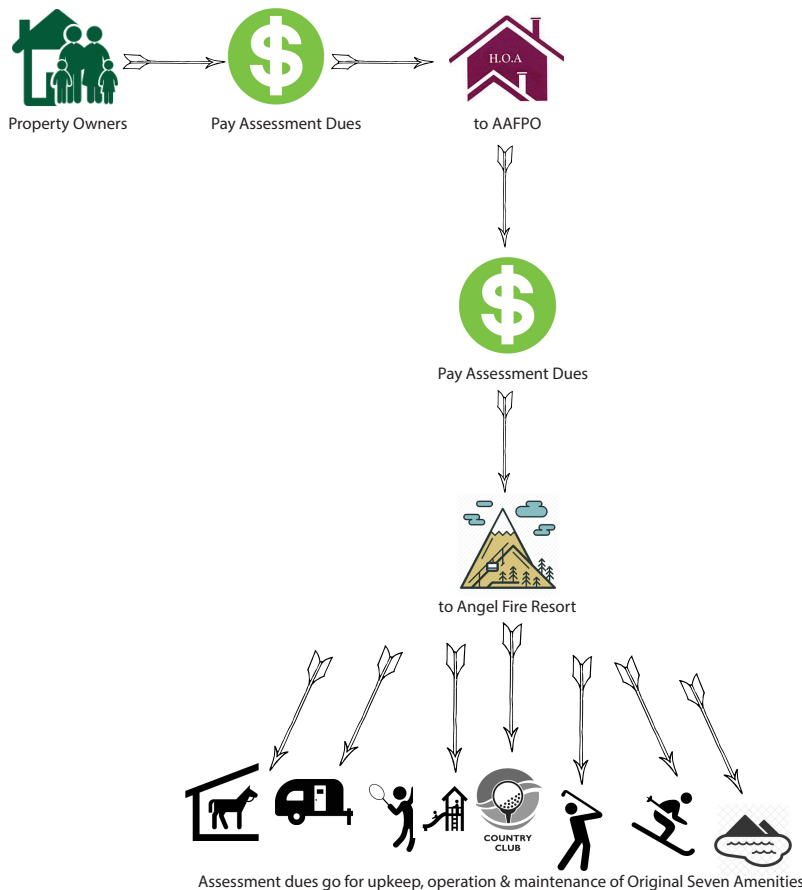 H.O.A
Property Owners
Pay Assessment Dues
to AAFPO
$
$
Pay Assessment Dues
to Angel Fire Resort
COUNTRY
CLUB
Assessment dues go for upkeep, operation & maintenance of Original Seven Amenities